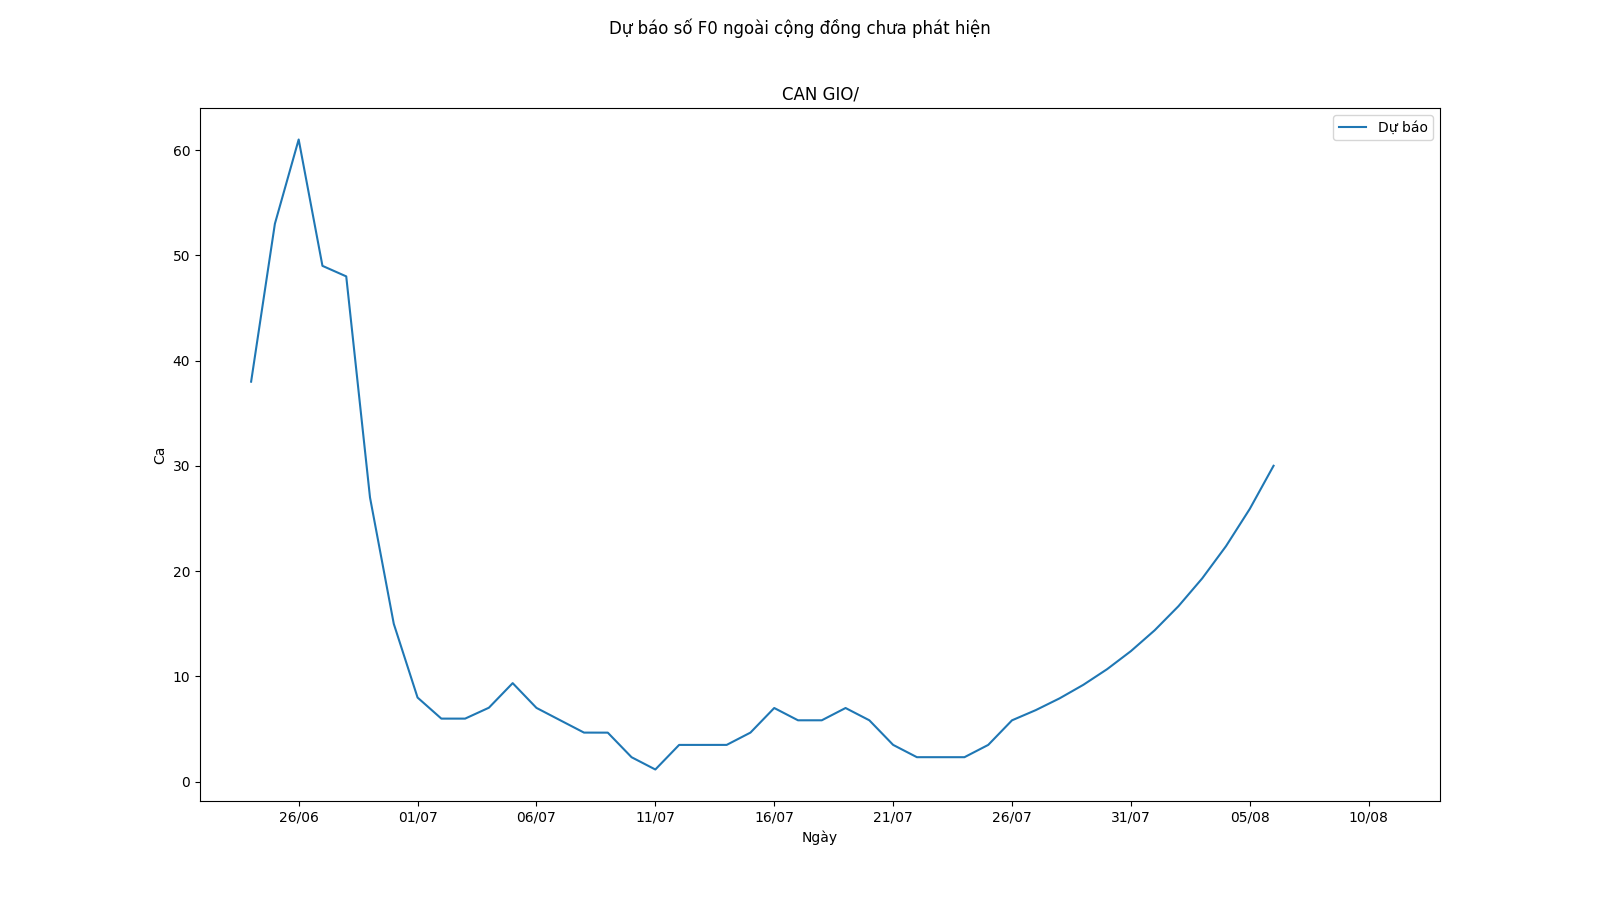 Dự báo số F0 ngoài cộng đồng chưa phát hiện
CAN GIO/
Dự báo
60
50
40
30
20
10
0
Ca
26/06 01/07 06/07 11/07 16/07 21/07 26/07 31/07 05/08 10/08
Ngày